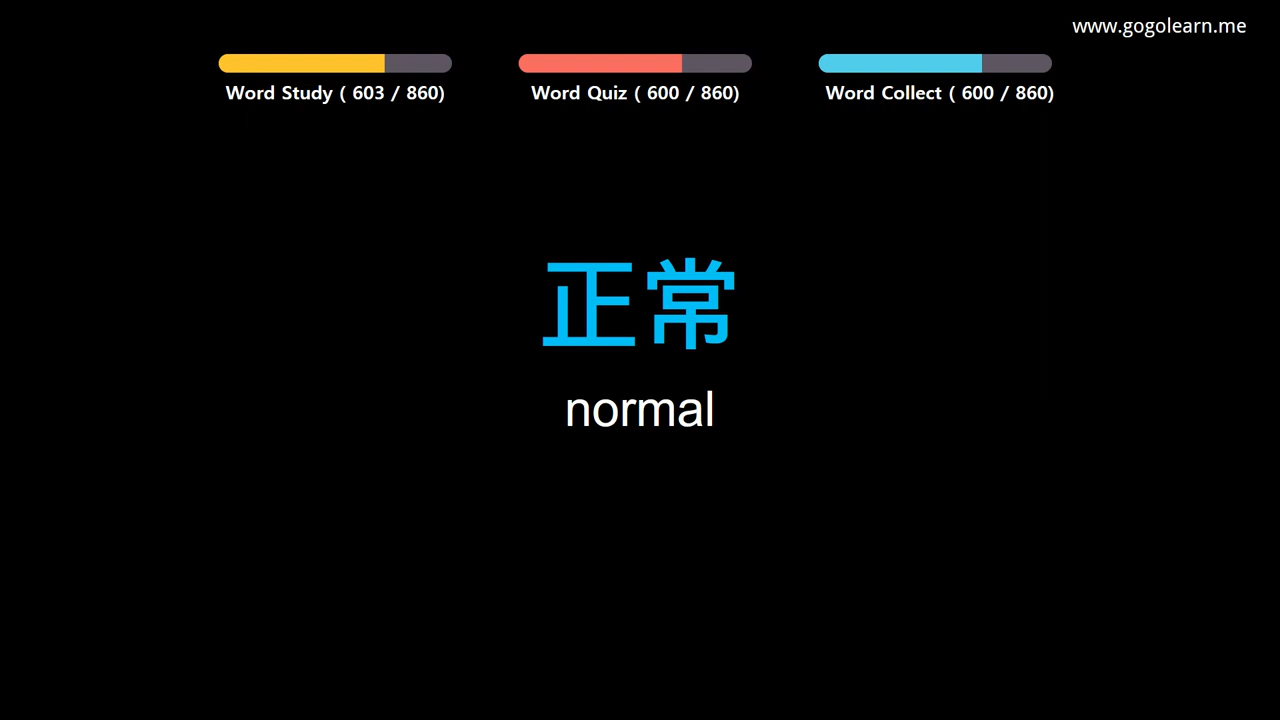 www.gogolearn.me
Word Study ( 603 / 860)
Word Quiz ( 600 / 860)
Word Collect ( 600 / 860)
正常
normal